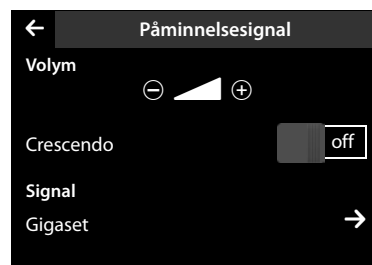 Påminnelsesignal
Volym
Crescendo
off
Signal
Gigaset